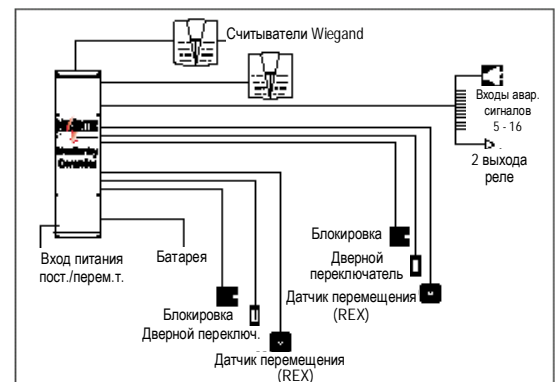 Считыватели Wiegand
Входы авар.
сигналов
5 - 16
2 выхода
реле
Блокировка
Дверной
переключатель
Датчик перемещения
(REX)
Вход питания
пост./перем.т.
Батарея
Блокировка
Дверной переключ.
Датчик перемещения
(REX)